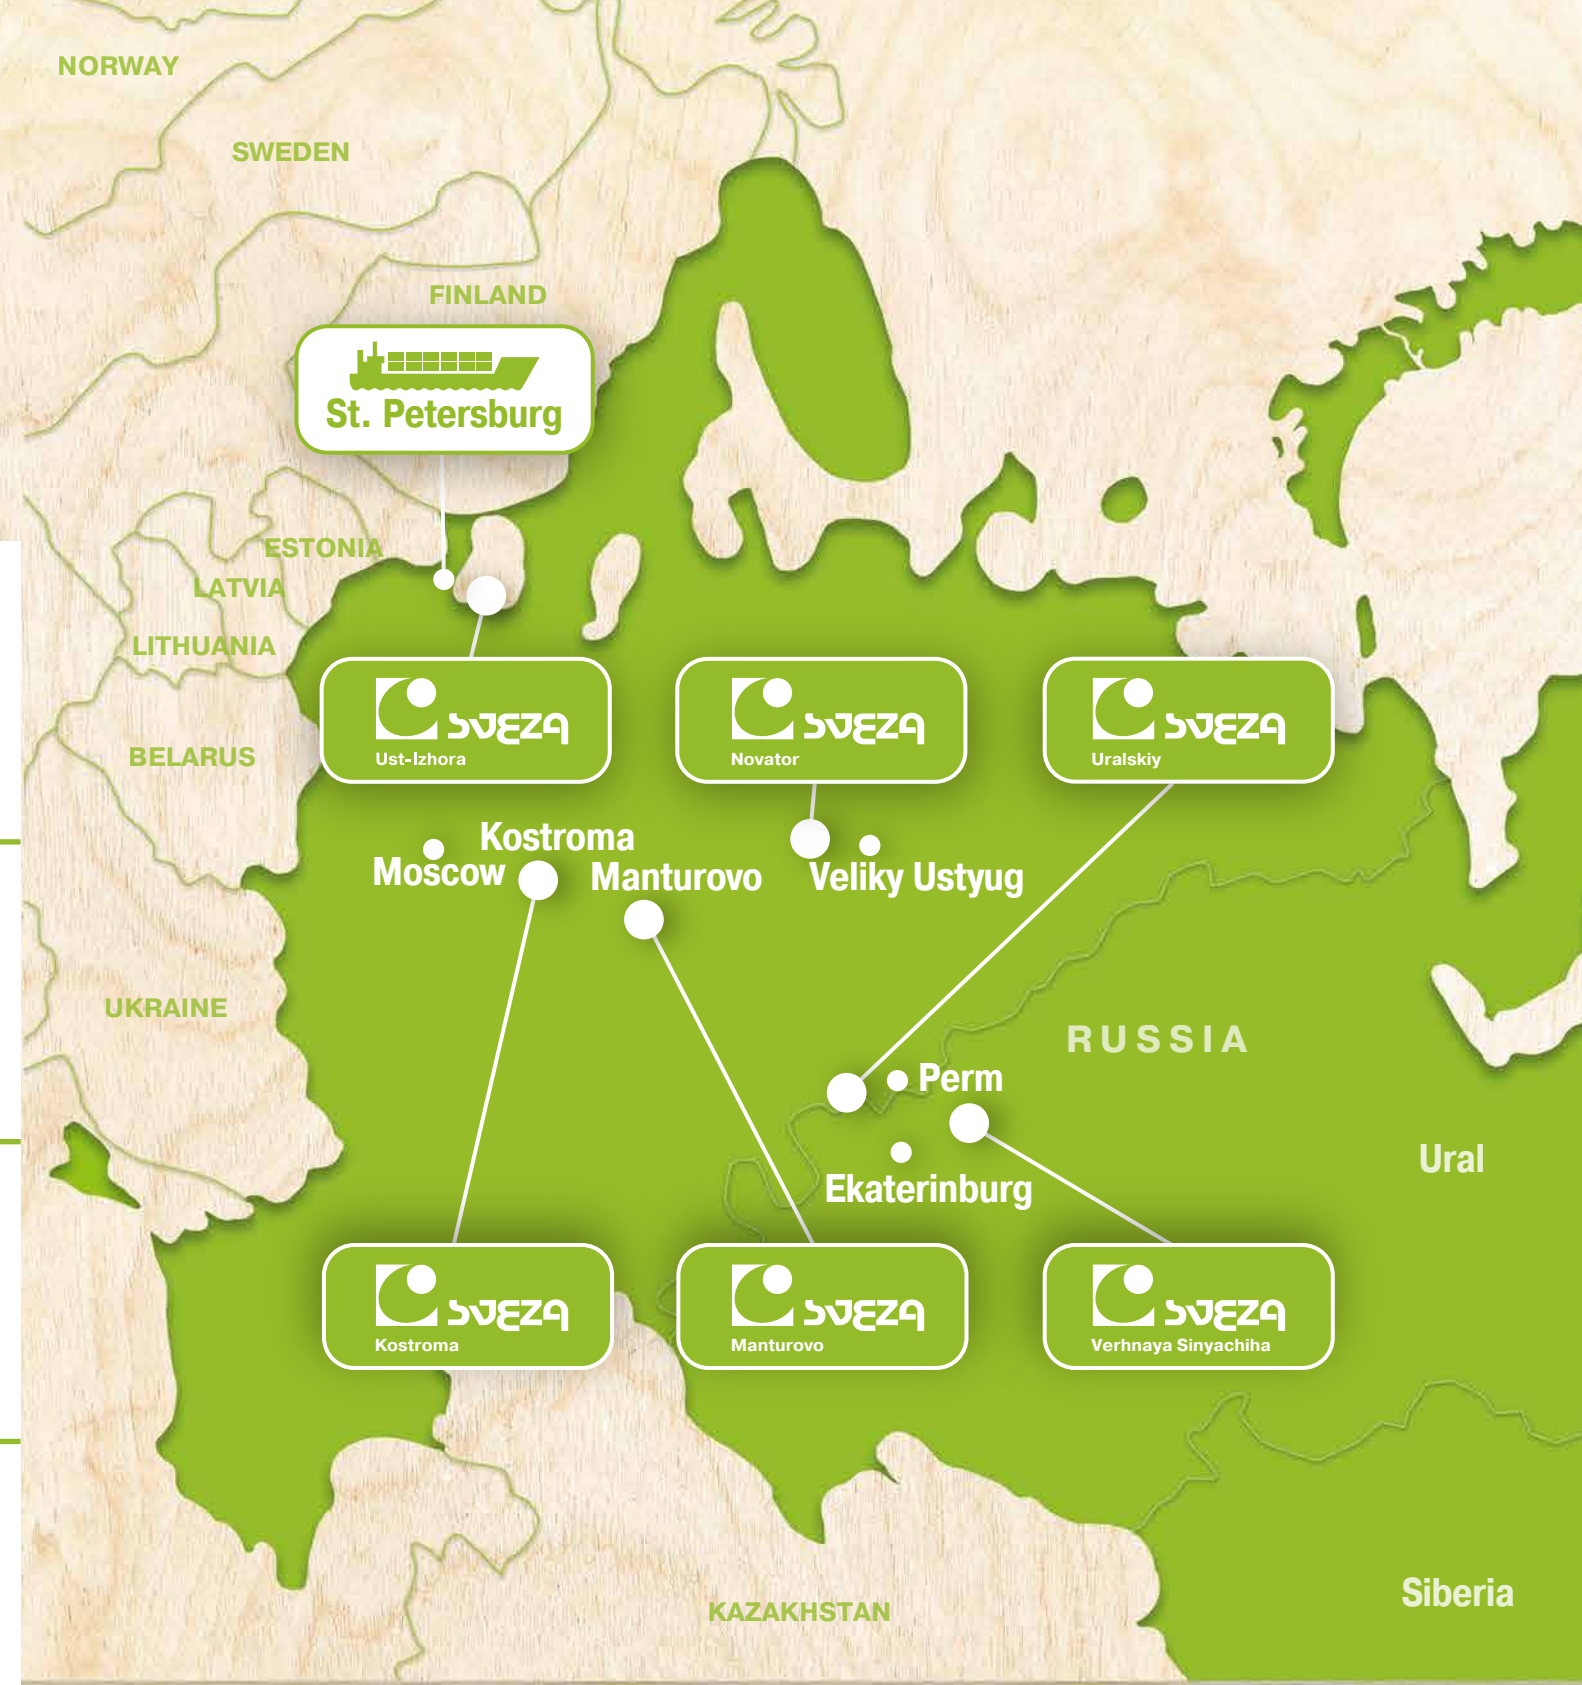 NORWAY
SWEDEN
FINLAND
St. Petersburg
ESTONIA
LATVIA
LITHUANIA
BELARUS
SVEZA
Ust-Izhora
SVEZA
Novator
SVEZA
Uralskiy
Kostroma
Moscow
Manturovo
Veliky Ustyug
UKRAINE
RUSSIA
Perm
Ural
Ekaterinburg
SVEZA
Kostroma
SVEZA
Manturovo
SVEZA
Verhnaya Sinyachiha
Siberia
KAZAKHSTAN